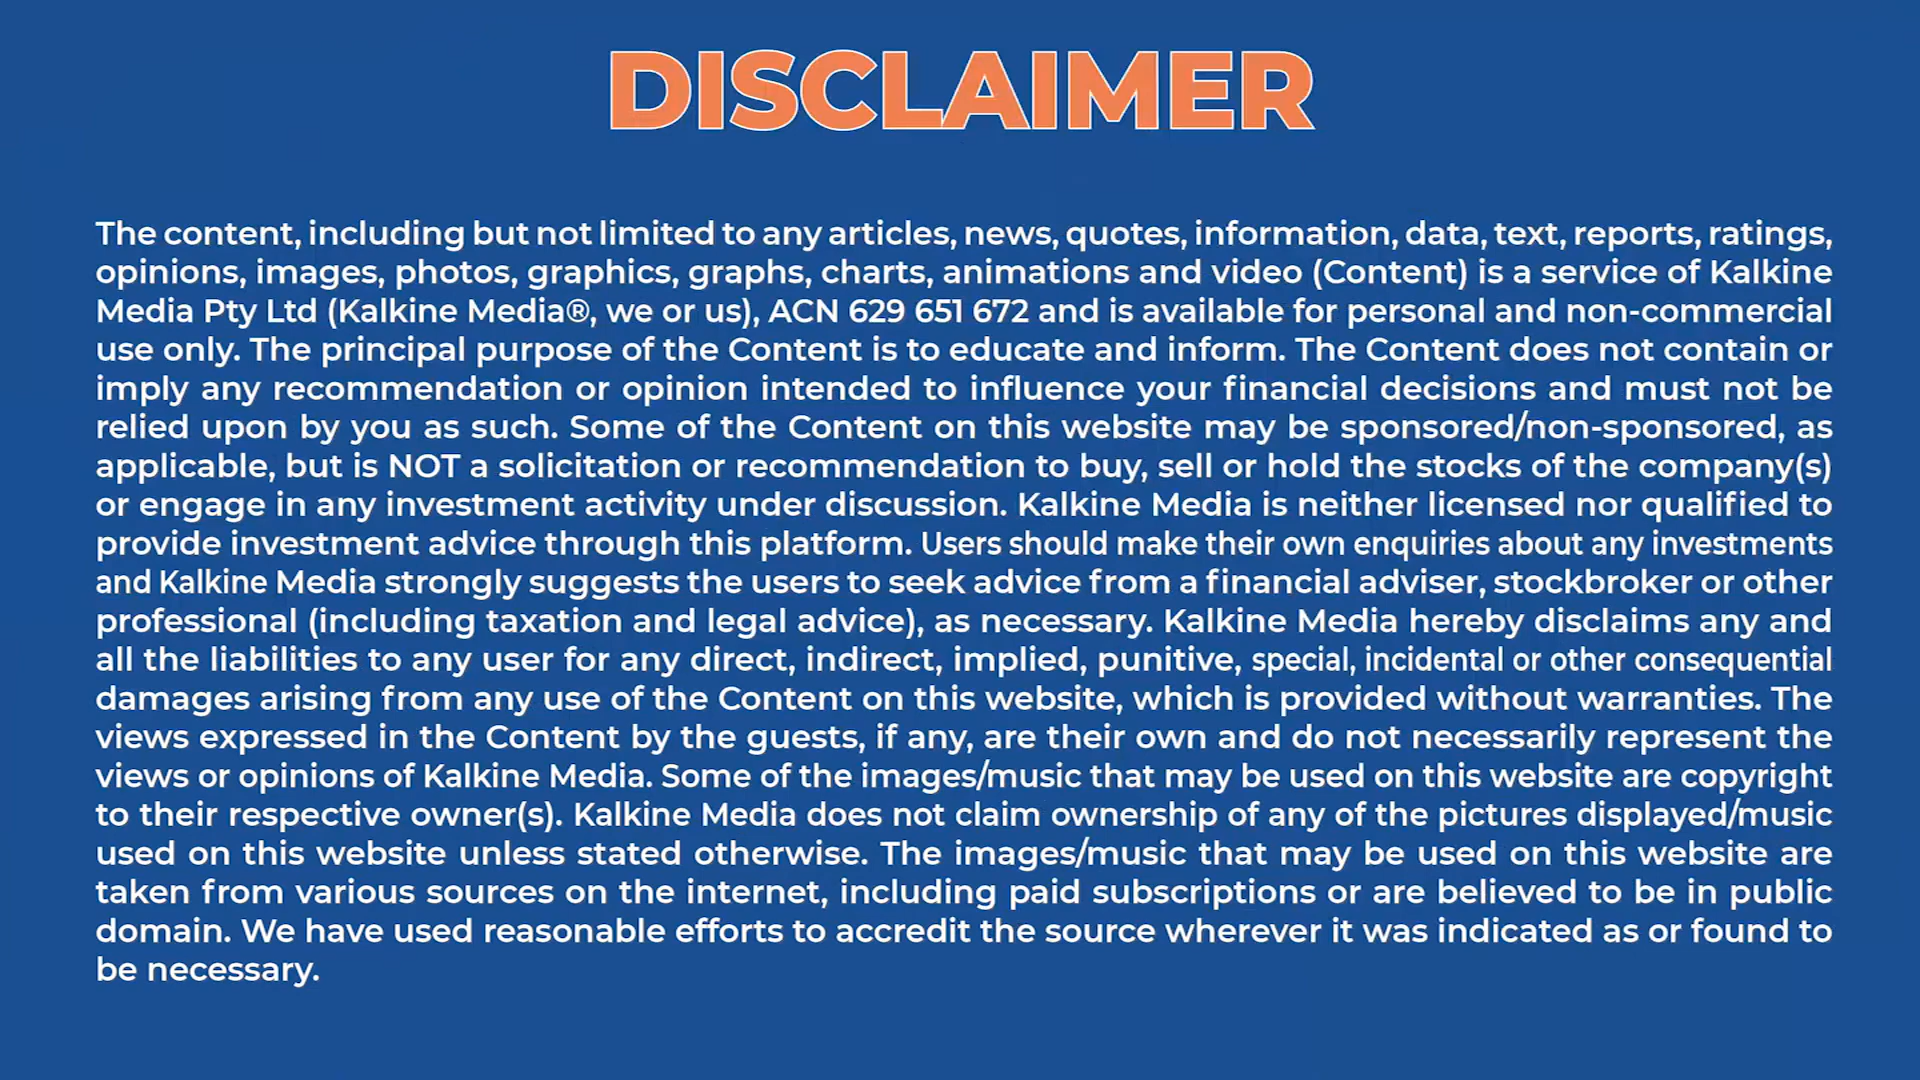 DISCLAIMER
The content, including but not limited to any articles, news, quotes, information, data, text, reports, ratings,
opinions, images, photos, graphics, graphs, charts, animations and video (Content) is a service of Kalkine
Media Pty Ltd (Kalkine Media®, we or us), ACN 629 651 672 and is available for personal and non-commercial
use only. The principal purpose of the Content is to educate and inform. The Content does not contain or
imply any recommendation or opinion intended to influence your financial decisions and must not be
relied upon by you as such. Some of the Content on this website may be sponsored/non-sponsored, as
applicable, but is NOT a solicitation or recommendation to buy, sell or hold the stocks of the company(s)
or engage in any investment activity under discussion. Kalkine Media is neither licensed nor qualified to
provide investment advice through this platform. Users should make their own enquiries about any investments
and Kalkine Media strongly suggests the users to seek advice from a financial adviser, stockbroker or other
professional (including taxation and legal advice), as necessary. Kalkine Media hereby disclaims any and
all the liabilities to any user for any direct, indirect, implied, punitive, special, incidental or other consequential
damages arising from any use of the Content on this website, which is provided without warranties. The
views expressed in the Content by the guests, if any, are their own and do not necessarily represent the
views or opinions of Kalkine Media. Some of the images/music that may be used on this website are copyright
to their respective owner(s). Kalkine Media does not claim ownership of any of the pictures displayed/music
used on this website unless stated otherwise. The images/music that may be used on this website are
taken from various sources on the internet, including paid subscriptions or are believed to be in public
domain. We have used reasonable efforts to accredit the source wherever it was indicated as or found to
be necessary.